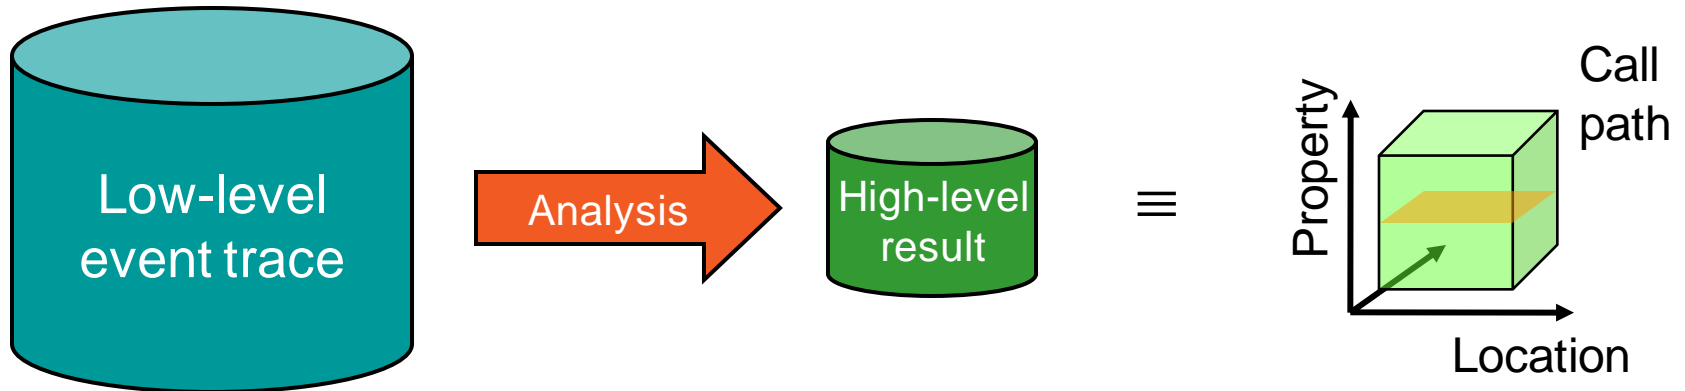 Low-level
event trace
Analysis
High-level
result
≡
Property
Call
path
Location